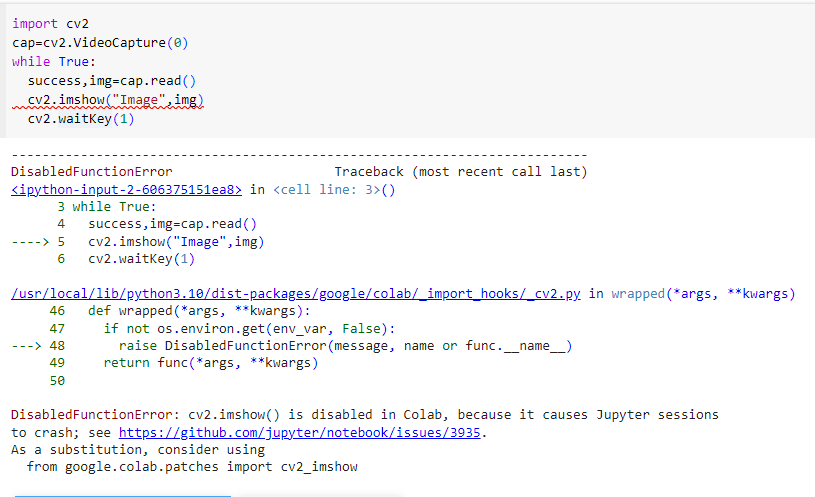 import cv2
cap=cv2.VideoCapture(0)
while True:
  success,img=cap.read()
  cv2.imshow("Image",img)
  cv2.waitKey(1)
---------------------------------------------------------------------------
DisabledFunctionError                     Traceback (most recent call last)
<ipython-input-2-606375151ea8> in <cell line: 3>()
      3 while True:
      4   success,img=cap.read()
----> 5   cv2.imshow("Image",img)
      6   cv2.waitKey(1)
/usr/local/lib/python3.10/dist-packages/google/colab/_import_hooks/_cv2.py in wrapped(*args, **kwargs)
     46   def wrapped(*args, **kwargs):
     47     if not os.environ.get(env_var, False):
---> 48       raise DisabledFunctionError(message, name or func.__name__)
     49     return func(*args, **kwargs)
     50
DisabledFunctionError: cv2.imshow() is disabled in Colab, because it causes Jupyter sessions
to crash; see https://github.com/jupyter/notebook/issues/3935.
As a substitution, consider using
  from google.colab.patches import cv2_imshow